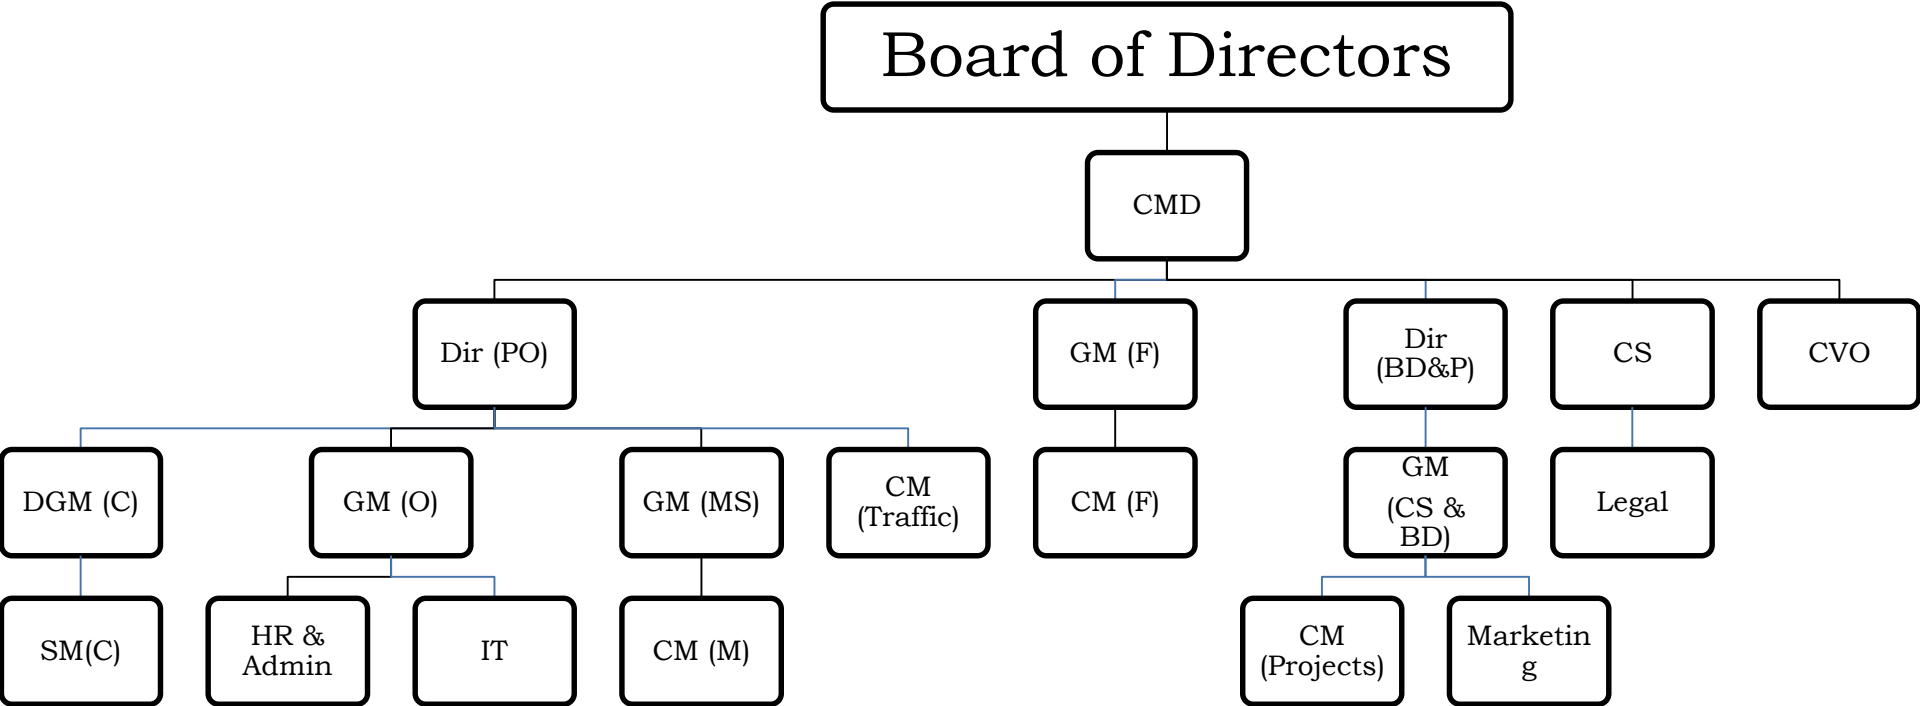 Board of Directors
CMD
Dir (PO)
GM (F)
Dir
(BD&P)
CS
CVO
DGM (C)
GM (O)
GM (MS)
CM
(Traffic)
CM (F)
GM
(CS &
BD)
Legal
SM(C)
HR &
Admin
IT
CM (M)
CM
(Projects)
Marketin
g